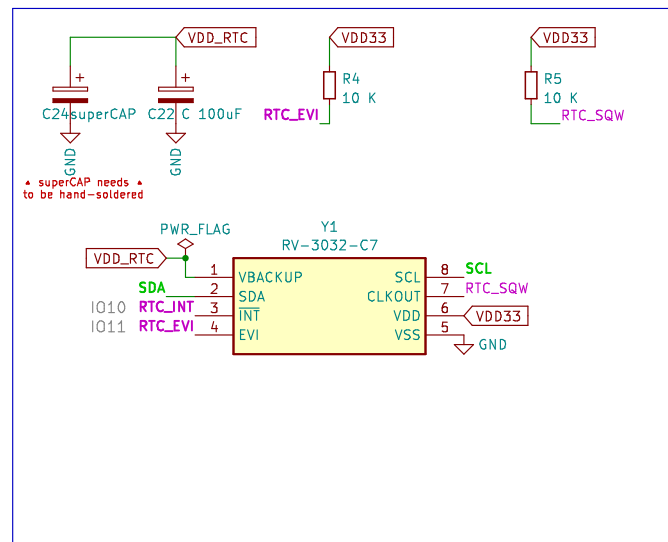 VDD_RTC
VDD33
VDD33
C24superCAP
C22 C 100uF
R4
10 K
R5
10 K
RTC_EVI
RTC_SQW
GND
GND
* superCAP needs *
to be hand-soldered
PWR_FLAG
VDD_RTC
Y1
RV-3032-C7
1 VBACKUP
SCL 8 SCL
SDA 2 SDA
CLKOUT 7 RTC_SQW
IO10 RTC_INT 3 INT
VDD 6 VDD33
IO11 RTC_EVI 4 EVI
VSS 5 GND